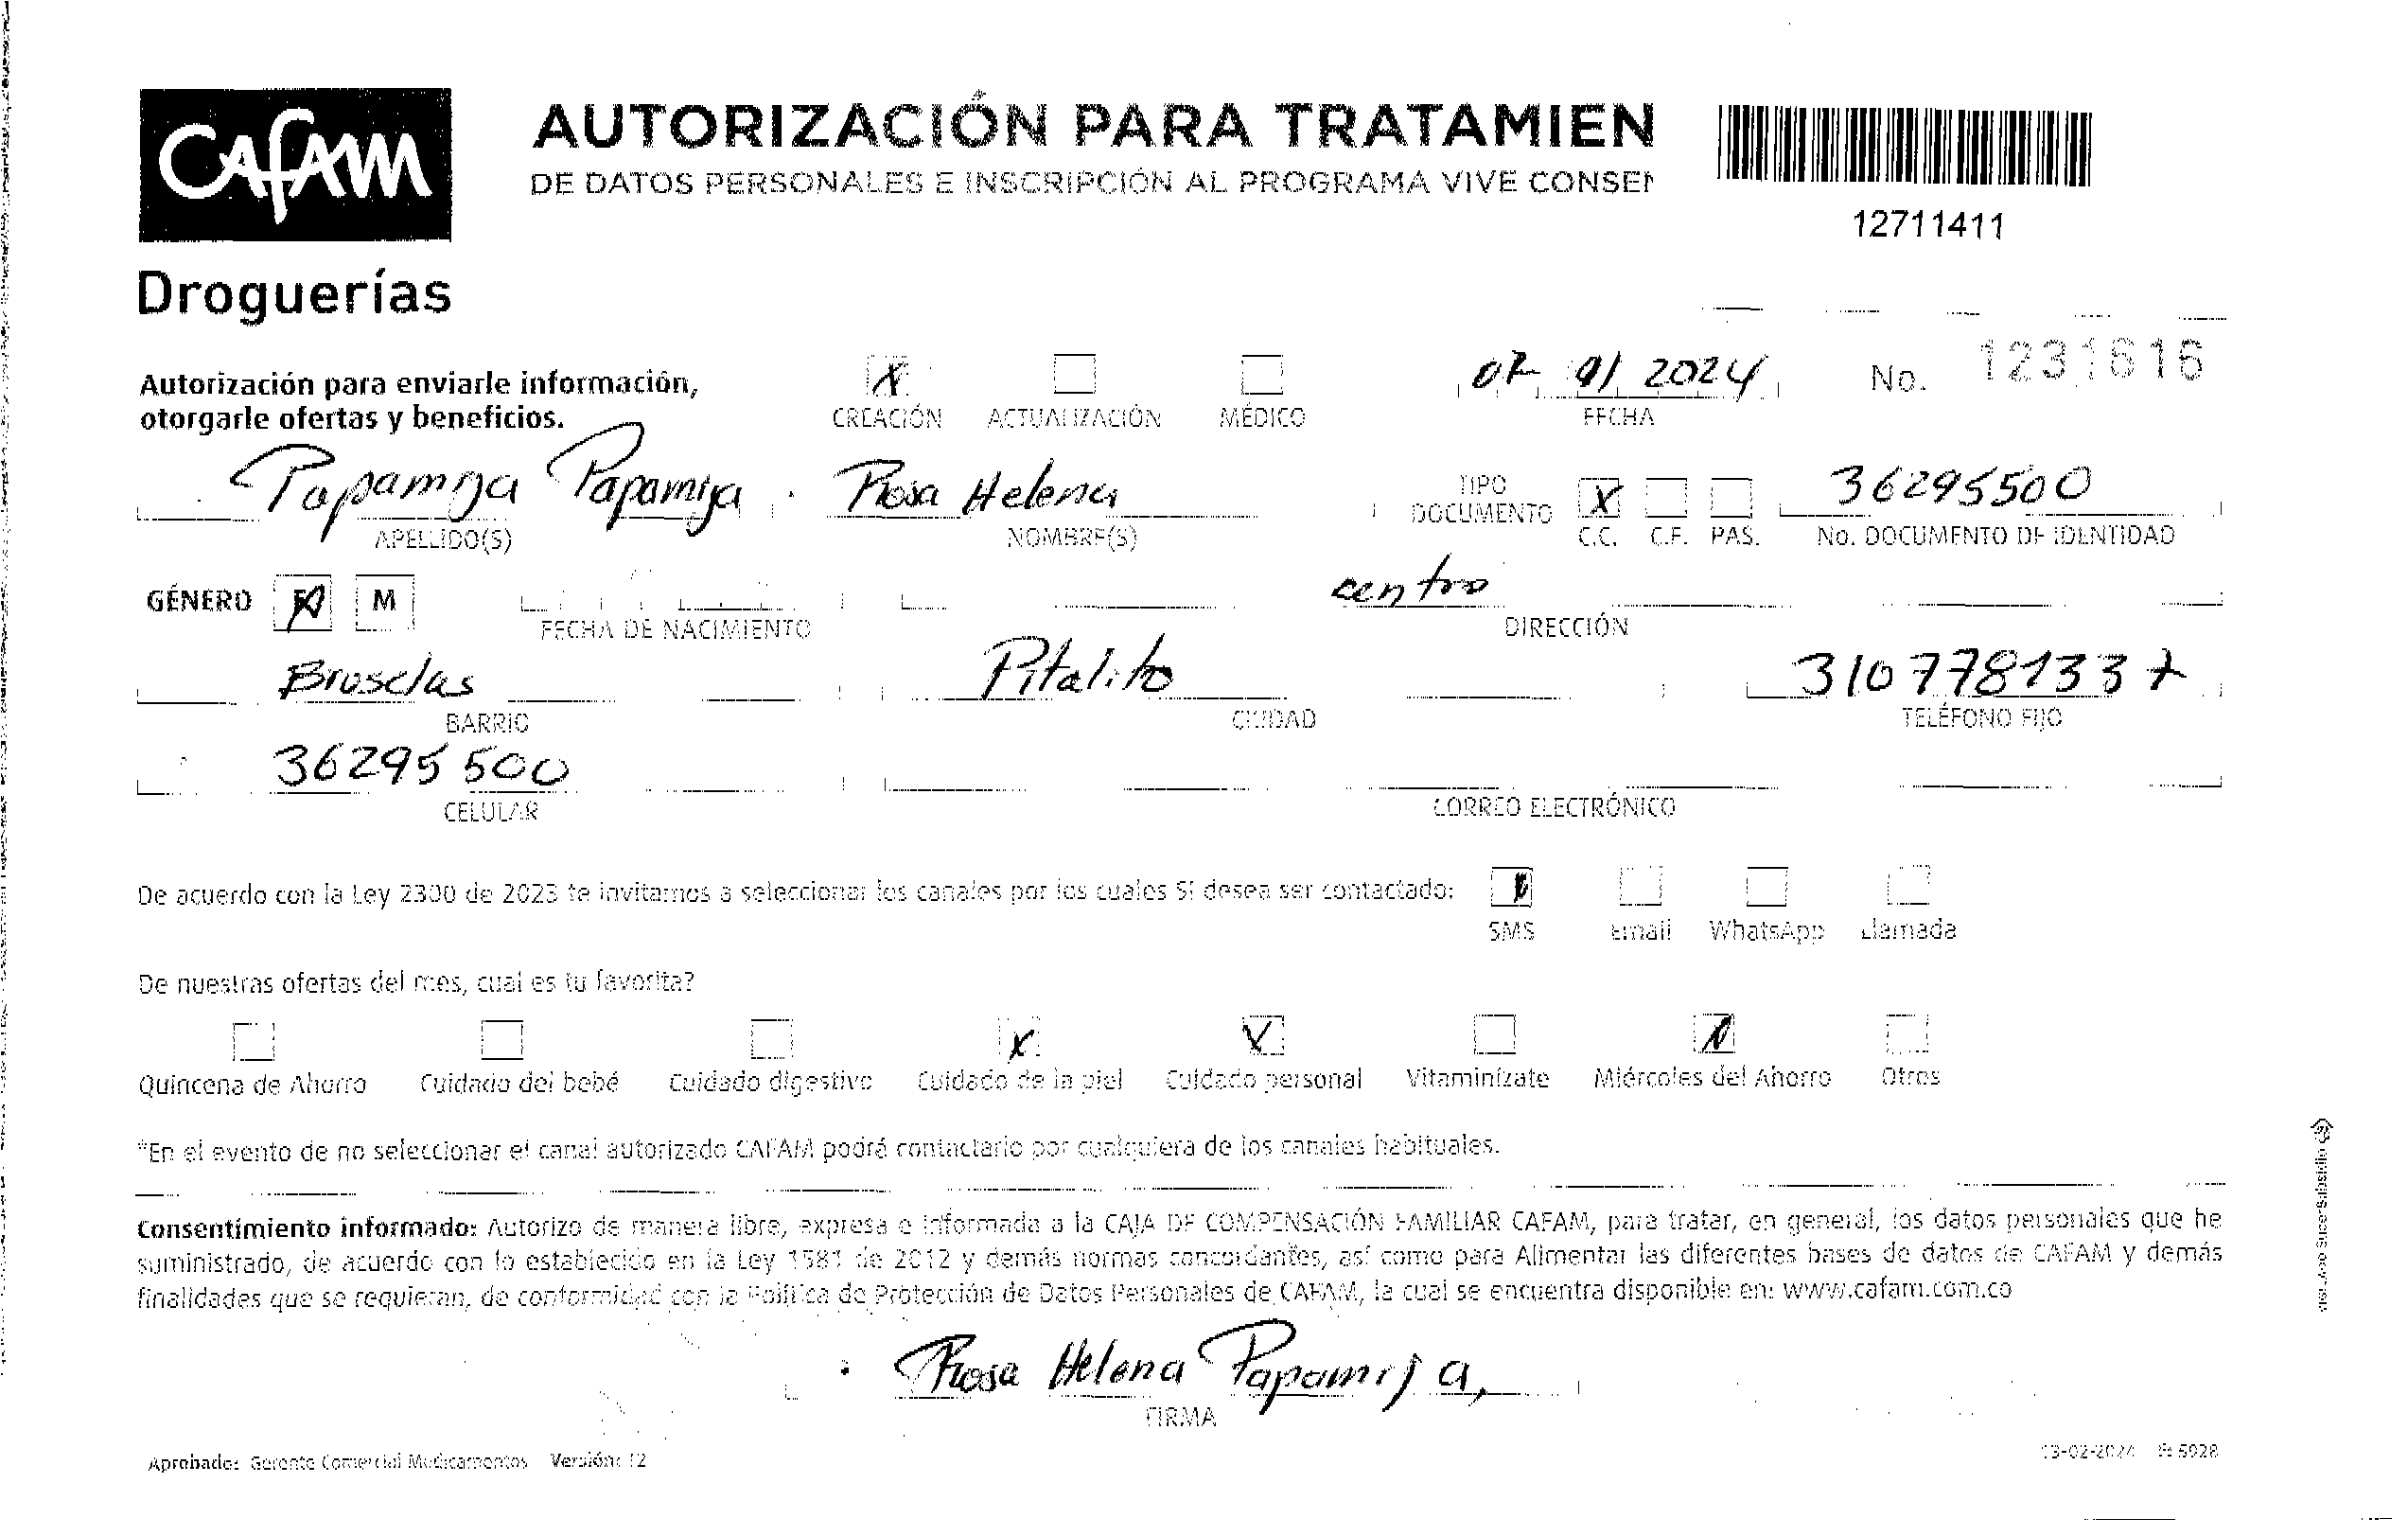 CAFAM
Droguerías
AUTORIZACIÓN PARA TRATAMIEN
DE DATOS PERSONALES E INSCRIPCIÓN AL PROGRAMA VIVE CONSEN
12711411
Autorización para enviarle información,
otorgarle ofertas y beneficios.
X
CREACIÓN ACTUALIZACIÓN MÉDICO
2024
FECHA
No. 1231616
Papamija Papamija Rosa Helena
APELLIDO(S) NOMBRE(S)
TIPO
DOCUMENTO
X 36295500
C.C. C.E. PAS. No. DOCUMENTO DE IDENTIDAD
GÉNERO F M
FECHA DE NACIMIENTO
centro
DIRECCIÓN
Bruselas Pitalito 3107781337
BARRIO CIUDAD TELÉFONO FIJO
36295500
CELULAR CORREO ELECTRÓNICO
De acuerdo con la Ley 2300 de 2023 te invitamos a seleccionar los canales por los cuales SI desea ser contactado:
SMS Email WhatsApp Llamada
De nuestras ofertas del mes, cual es tu favorita?
Quincena de Ahorro Cuidado del bebé Cuidado digestivo Cuidado de la piel Cuidado personal Vitaminízate Miércoles del Ahorro Otros
*En el evento de no seleccionar el canal autorizado CAFAM podrá contactarlo por cualquiera de los canales habituales.
Consentimiento informado: Autorizo de manera libre, expresa e informada a la CAJA DE COMPENSACIÓN FAMILIAR CAFAM, para tratar, en general, los datos personales que he
suministrado, de acuerdo con lo establecido en la Ley 1581 de 2012 y demás normas concordantes, así como para Alimentar las diferentes bases de datos de CAFAM y demás
finalidades que se requieran, de conformidad con la Política de Protección de Datos Personales de CAFAM, la cual se encuentra disponible en: www.cafam.com.co
Rosa Helena Papamija
FIRMA
Aprobado: Gerente Comercial Medicamentos Versión: 12
13-02-2024 5928